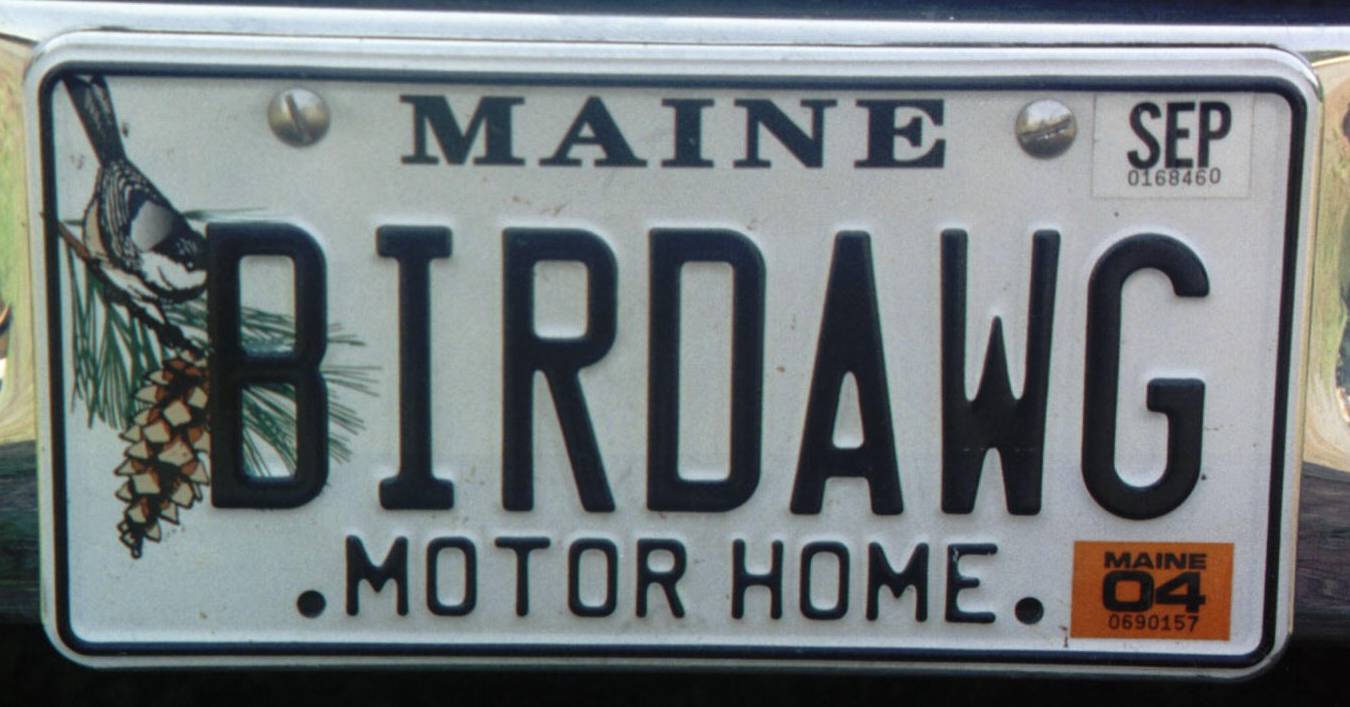 MAINE
SEP
0168460
BIRDAWG
MOTOR HOME
MAINE
04
0690157